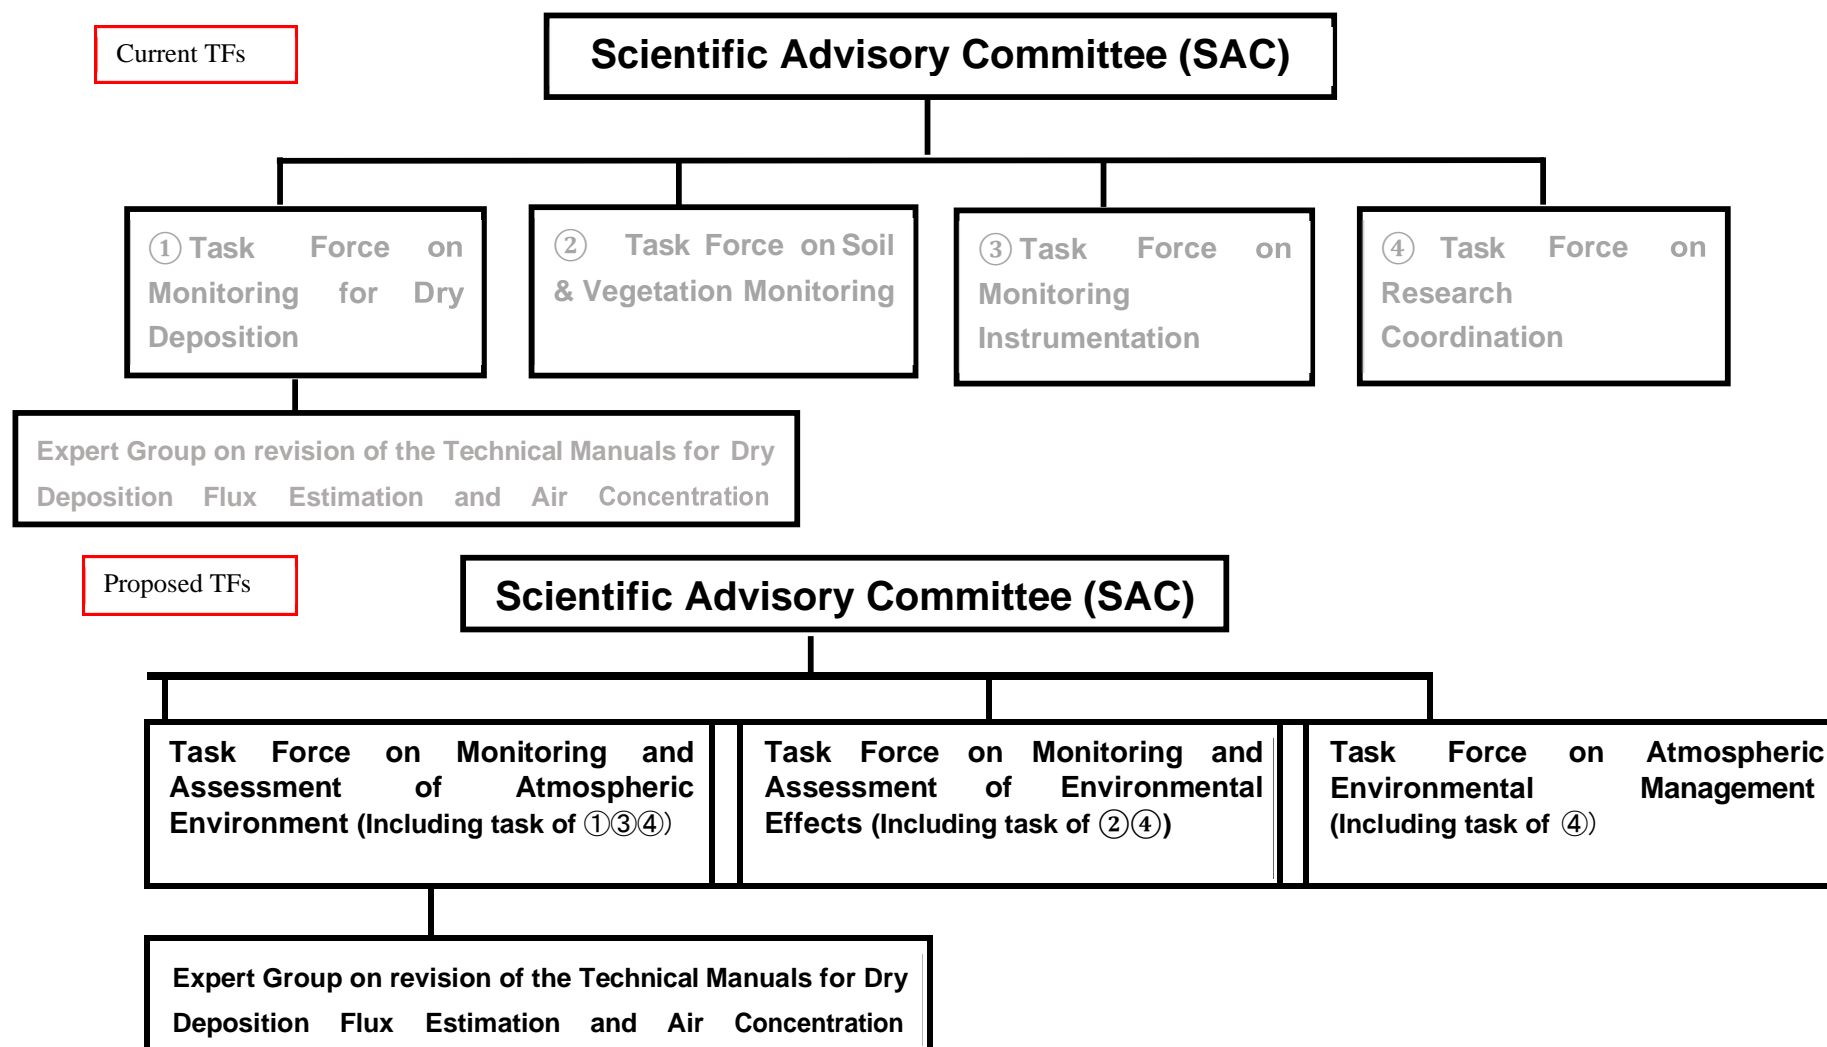 Current TFs
Scientific Advisory Committee (SAC)
① Task Force on
Monitoring for Dry
Deposition
② Task Force on Soil
& Vegetation Monitoring
③ Task Force on
Monitoring
Instrumentation
④ Task Force on
Research
Coordination
Expert Group on revision of the Technical Manuals for Dry
Deposition Flux Estimation and Air Concentration
Proposed TFs
Scientific Advisory Committee (SAC)
Task Force on Monitoring and
Assessment of Atmospheric
Environment (Including task of ①③④)
Task Force on Monitoring and
Assessment of Environmental
Effects (Including task of ②④)
Task Force on Atmospheric
Environmental Management
(Including task of ④)
Expert Group on revision of the Technical Manuals for Dry
Deposition Flux Estimation and Air Concentration